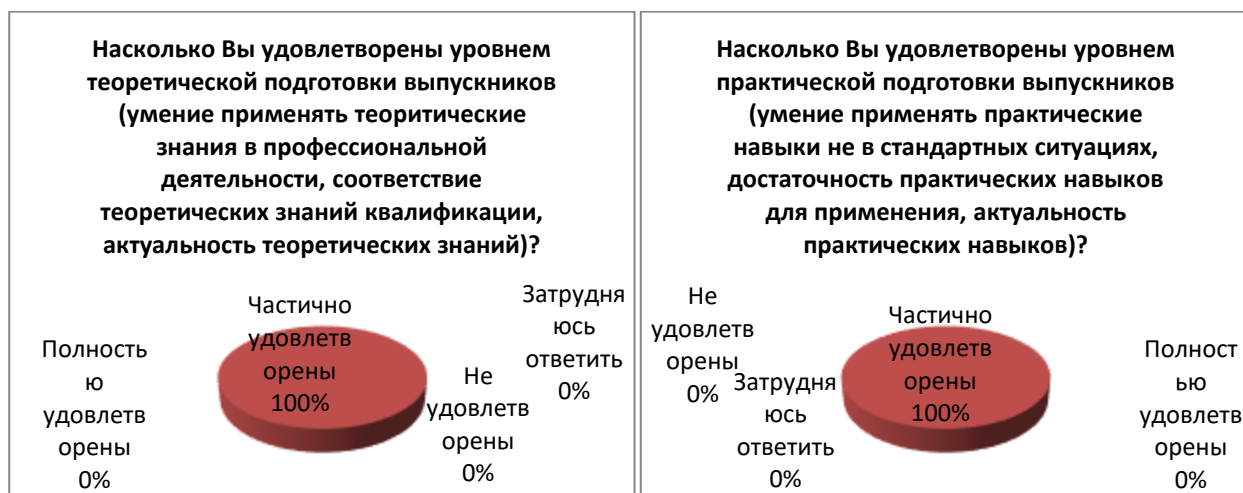 Насколько Вы удовлетворены уровнем
теоретической подготовки выпускников
(умение применять теоритические
знания в профессиональной
деятельности, соответствие
теоретических знаний квалификации,
актуальность теоретических знаний)?
Полность
ю
удовлетв
орены
0%
Частично
удовлетв
орены
100%
Не
удовлетв
орены
0%
Затрудня
юсь
ответить
0%
Насколько Вы удовлетворены уровнем
практической подготовки выпускников
(умение применять практические
навыки не в стандартных ситуациях,
достаточность практических навыков
для применения, актуальность
практических навыков)?
Не
удовлетв
орены
0%
Затрудня
юсь
ответить
0%
Частично
удовлетв
орены
100%
Полност
ью
удовлетв
орены
0%